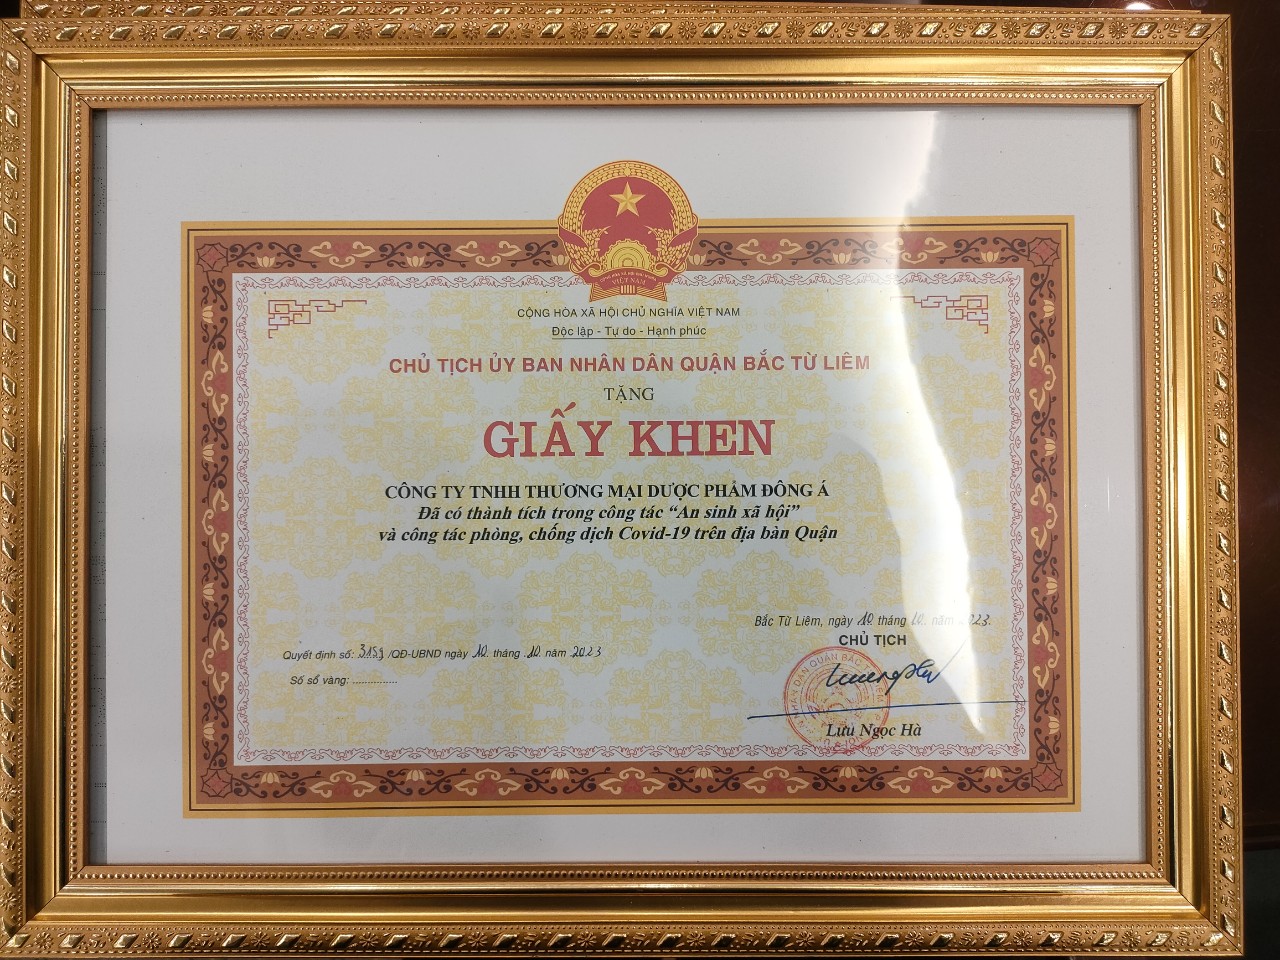 CỘNG HÒA XÃ HỘI CHỦ NGHĨA VIỆT NAM
Độc lập - Tự do - Hạnh phúc
CHỦ TỊCH ỦY BAN NHÂN DÂN QUẬN BẮC TỪ LIÊM
TẶNG
GIẤY KHEN
CÔNG TY TNHH THƯƠNG MẠI DƯỢC PHẨM ĐÔNG Á
Đã có thành tích trong công tác “An sinh xã hội”
và công tác phòng, chống dịch Covid-19 trên địa bàn Quận
Bắc Từ Liêm, ngày 10 tháng 10 năm 2023.
CHỦ TỊCH
Quyết định số: /QĐ-UBND ngày 10 tháng 10 năm 2023
Số sổ vàng: ...............
Lưu Ngọc Hà